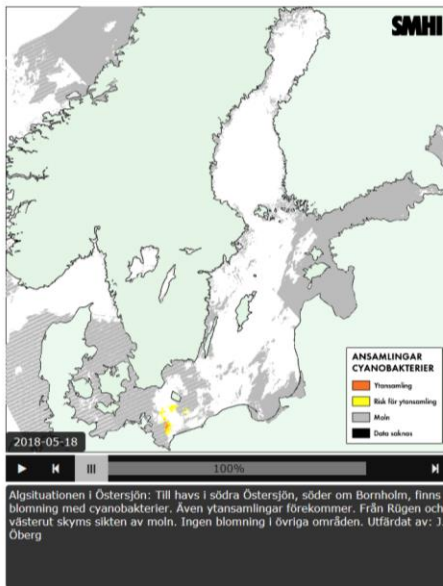 SMHI
ANSAMLINGAR
CYANOBAKTERIER
Ytansamling
Risk för ytansamling
Moln
Data saknas
2018-05-18
100%
Algsituationen i Östersjön: Till havs i södra Östersjön, söder om Bornholm, finns
blomning med cyanobakterier. Även ytansamlingar förekommer. Från Rügen och
västerut skyms sikten av moln. Ingen blomning i övriga områden. Utfärdat av: J.
Öberg